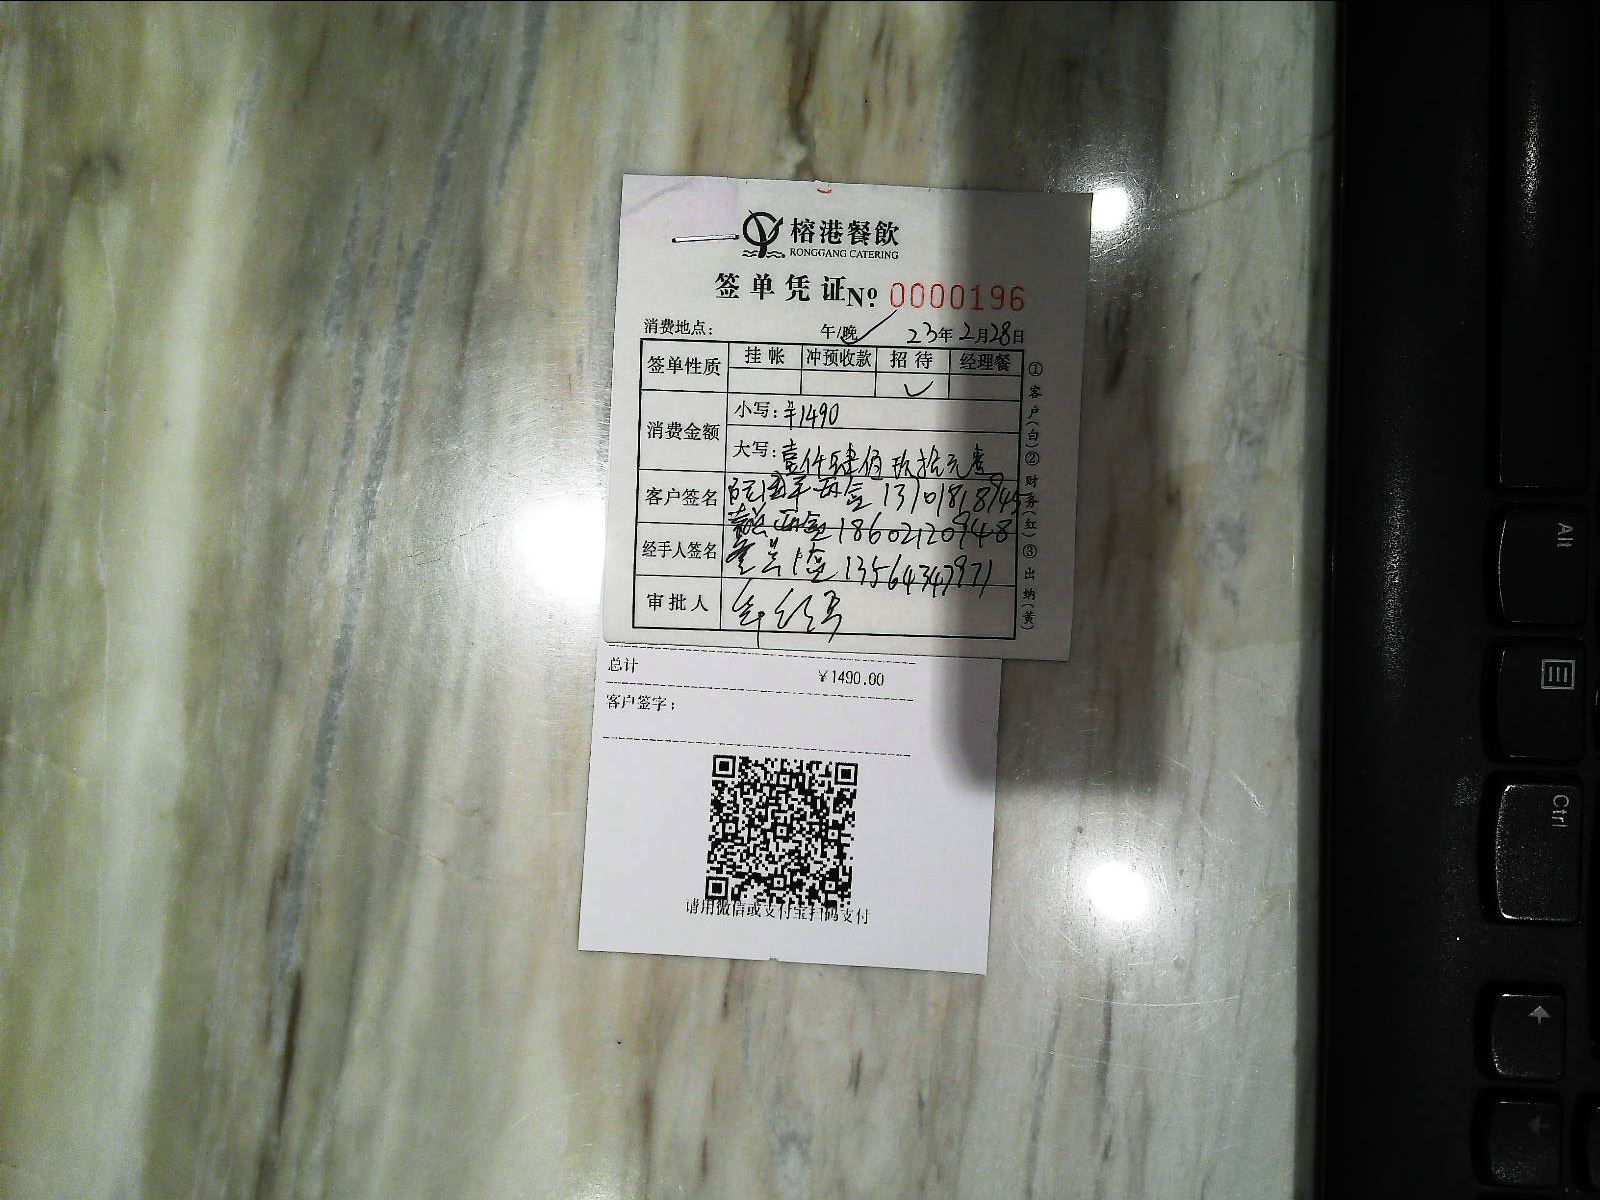 榕港餐飲
RONGGANG CATERING
签单凭证 Nº 0000196
消费地点： 午/晚 23年2月28日
签单性质 挂帐 冲预收款 招待 经理餐
✓
消费金额 小写：¥1490
大写：壹仟肆佰玖拾元整
客户签名 13701818945
18602120948
经手人签名 13564347971
审批人
①客户(白)②财务(红)③出纳(黄)
总计 ¥1490.00
客户签字：
请用微信或支付宝扫码支付
Alt
Ctrl